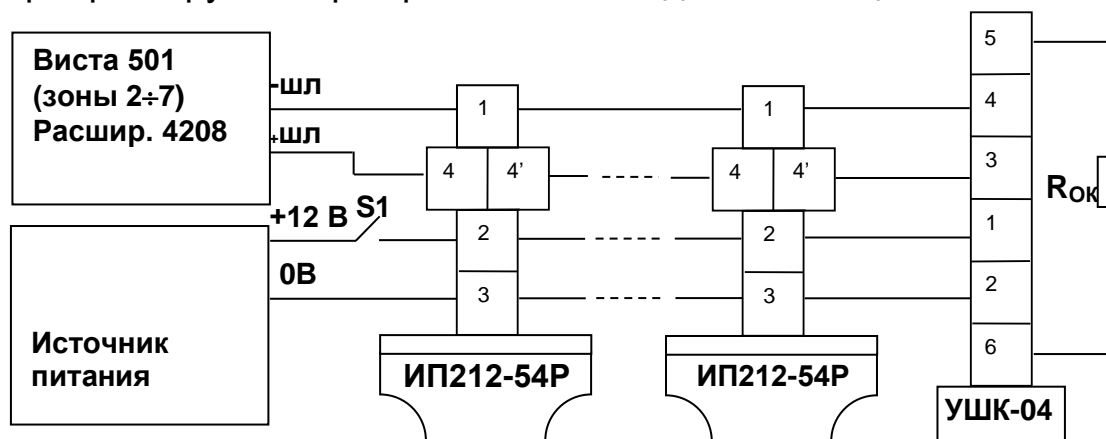 Виста 501
(зоны 2÷7)
Расшир. 4208
-шл
+шл
+12 В S1
0В
Источник
питания
1
4 4’
2
3
ИП212-54Р
1
4 4’
2
3
ИП212-54Р
5
4
3
1
2
6
УШК-04
RОК